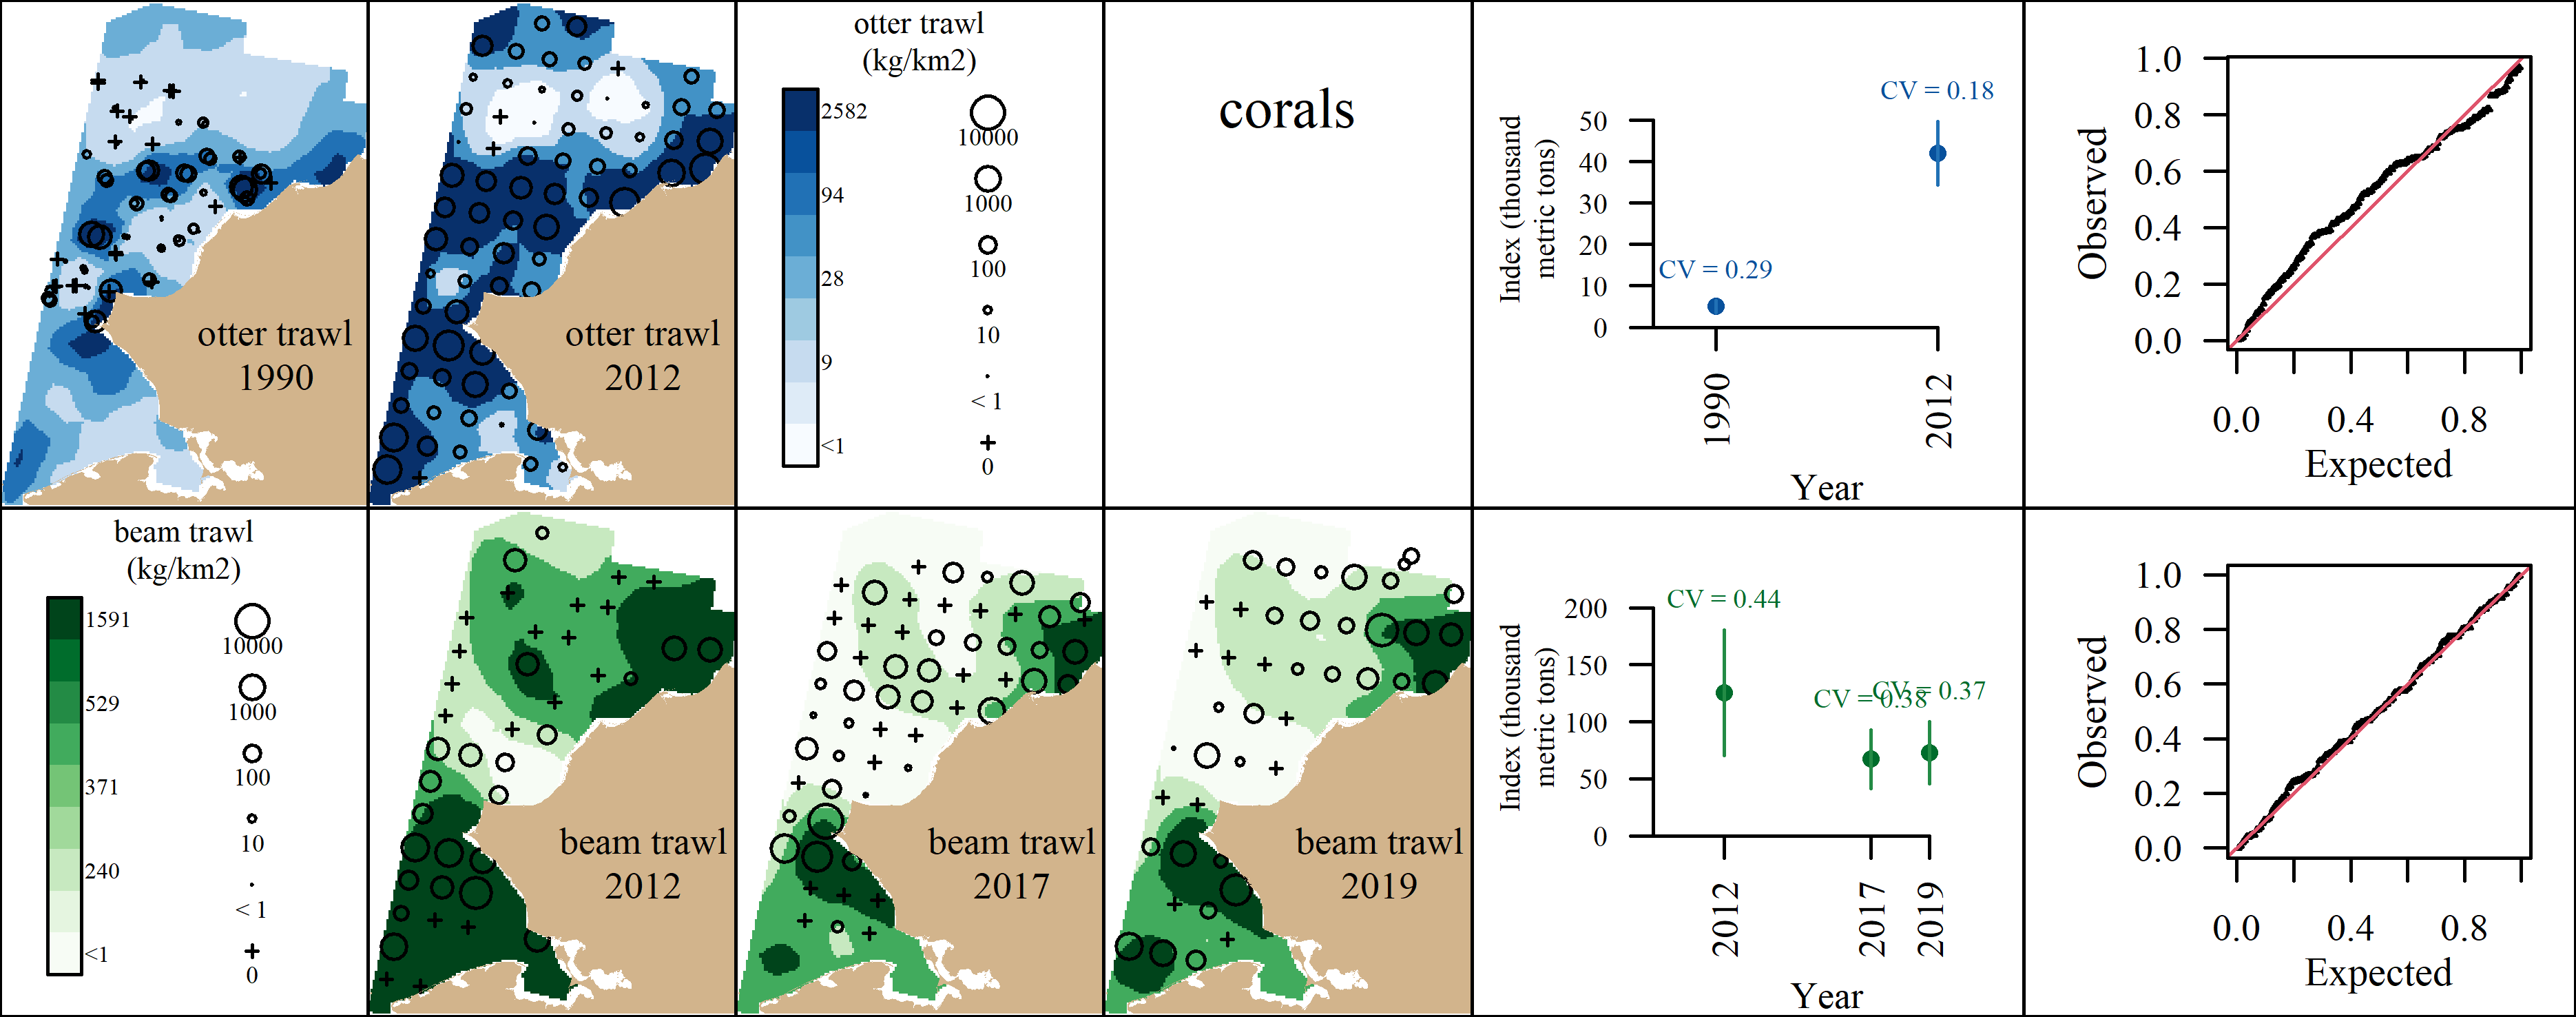 otter trawl
1990
otter trawl
2012
otter trawl
(kg/km2)
2582
94
28
9
<1
10000
1000
100
10
< 1
0
corals
Index (thousand
metric tons)
50
40
30
20
10
0
CV = 0.29
CV = 0.18
1990
2012
Year
Observed
1.0
0.8
0.6
0.4
0.2
0.0
0.0
0.4
0.8
Expected
beam trawl
(kg/km2)
1591
529
371
240
<1
10000
1000
100
10
< 1
0
beam trawl
2012
beam trawl
2017
beam trawl
2019
Index (thousand
metric tons)
200
150
100
50
0
CV = 0.44
CV = 0.38
CV = 0.37
2012
2017
2019
Year
Observed
1.0
0.8
0.6
0.4
0.2
0.0
0.0
0.4
0.8
Expected